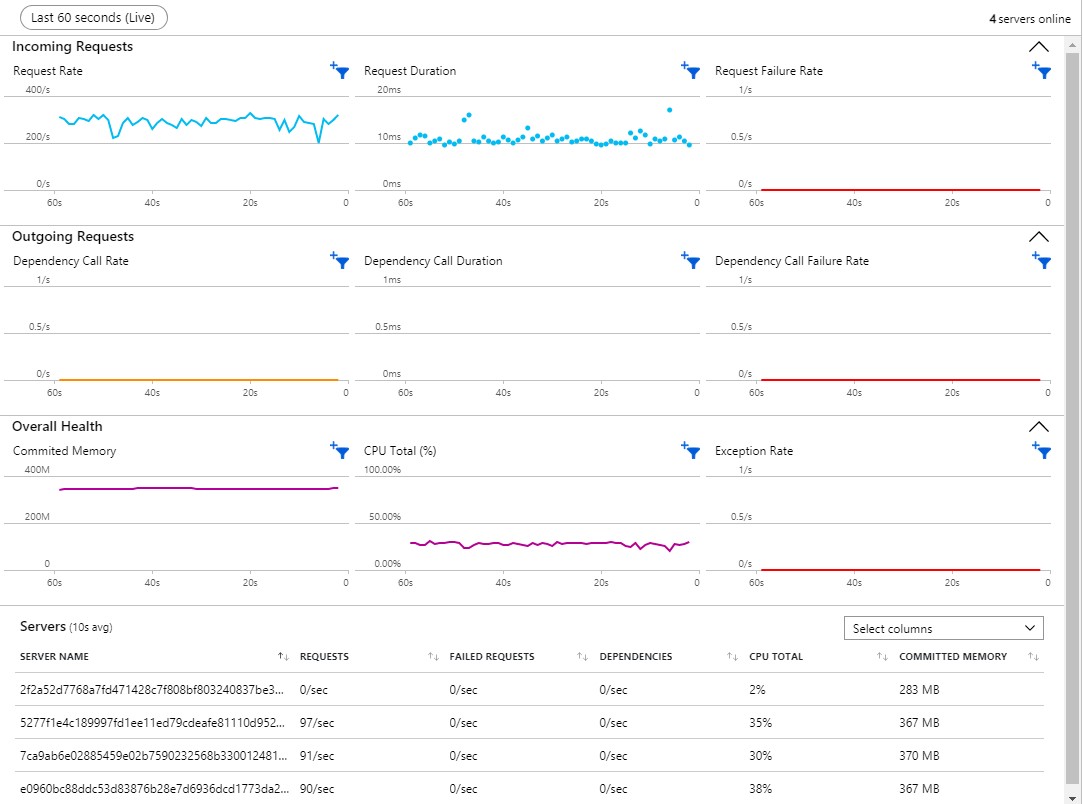 Last 60 seconds (Live)
4 servers online
Incoming Requests
Request Rate
400/s
200/s
0/s
60s 40s 20s 0
Request Duration
20ms
10ms
0ms
60s 40s 20s 0
Request Failure Rate
1/s
0.5/s
0/s
60s 40s 20s 0
Outgoing Requests
Dependency Call Rate
1/s
0.5/s
0/s
60s 40s 20s 0
Dependency Call Duration
1ms
0.5ms
0ms
60s 40s 20s 0
Dependency Call Failure Rate
1/s
0.5/s
0/s
60s 40s 20s 0
Overall Health
Commited Memory
400M
200M
0
60s 40s 20s 0
CPU Total (%)
100.00%
50.00%
0.00%
60s 40s 20s 0
Exception Rate
1/s
0.5/s
0/s
60s 40s 20s 0
Servers (10s avg)
Select columns
SERVER NAME REQUESTS FAILED REQUESTS DEPENDENCIES CPU TOTAL COMMITTED MEMORY
2f2a52d7768a7fd471428c7f808bf803240837be3... 0/sec 0/sec 0/sec 2% 283 MB
5277f1e4c189997fd1ee11ed79cdeafe81110d952... 97/sec 0/sec 0/sec 35% 367 MB
7ca9ab6e02885459e02b7590232568b330012481... 91/sec 0/sec 0/sec 30% 370 MB
e0960bc88ddc53d83876b28e7d6936dcd1773da2... 90/sec 0/sec 0/sec 38% 367 MB